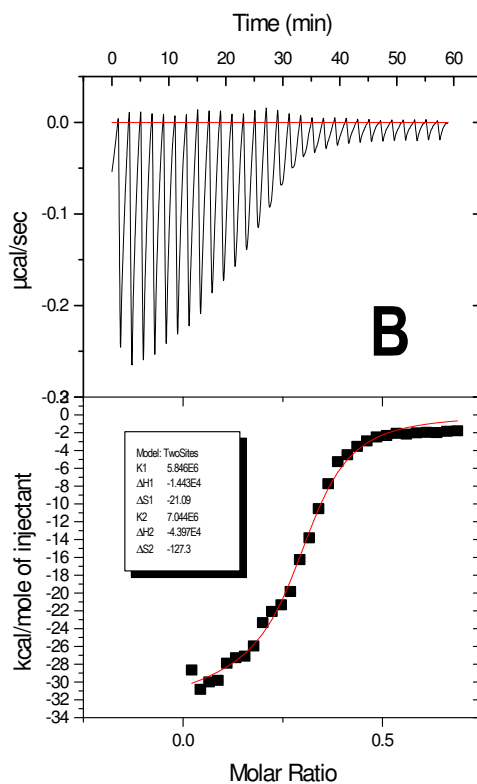 Time (min)
0 10 20 30 40 50 60
0.0
-0.1
-0.2
-0.3
µcal/sec
B
0
-2
-4
-6
-8
-10
-12
-14
-16
-18
-20
-22
-24
-26
-28
-30
-32
-34
kcal/mole of injectant
Model: TwoSites
K1 5.846E6
ΔH1 -1.443E4
ΔS1 -21.09
K2 7.044E6
ΔH2 -4.397E4
ΔS2 -127.3
0.0 0.5
Molar Ratio